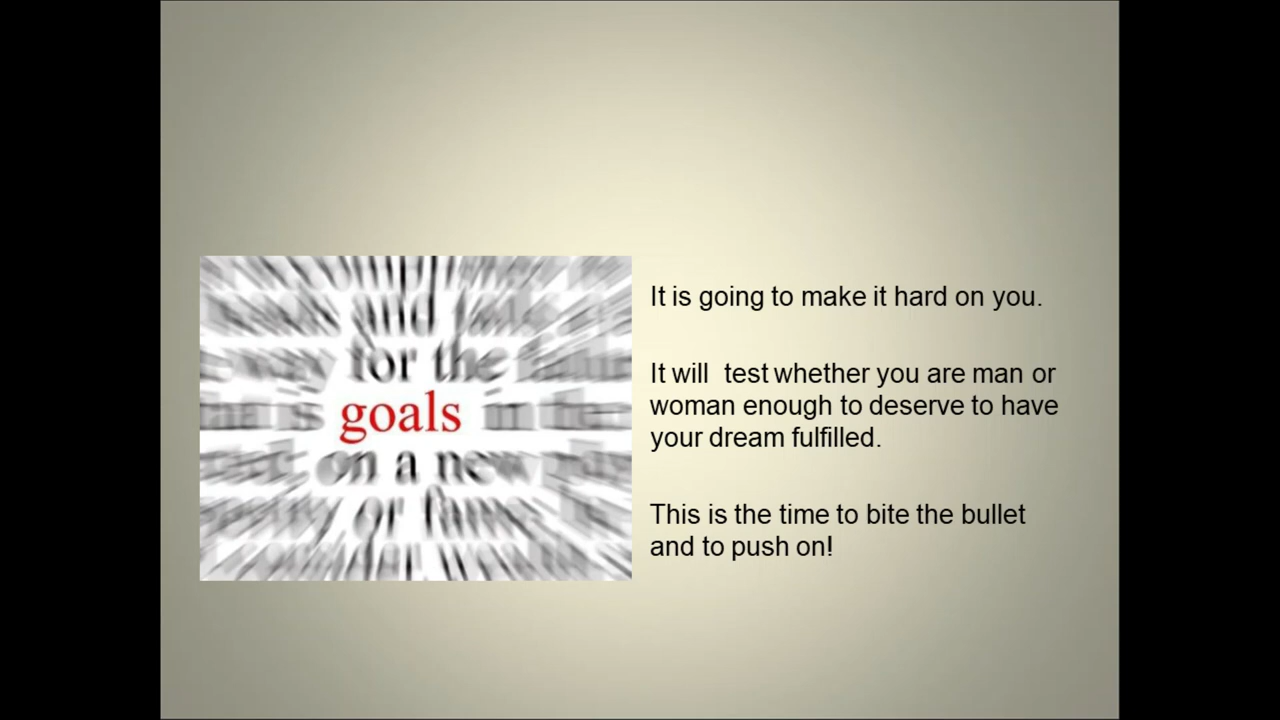 for the
goals in
on a new
or
It is going to make it hard on you.
It will  test whether you are man or
woman enough to deserve to have
your dream fulfilled.
This is the time to bite the bullet
and to push on!